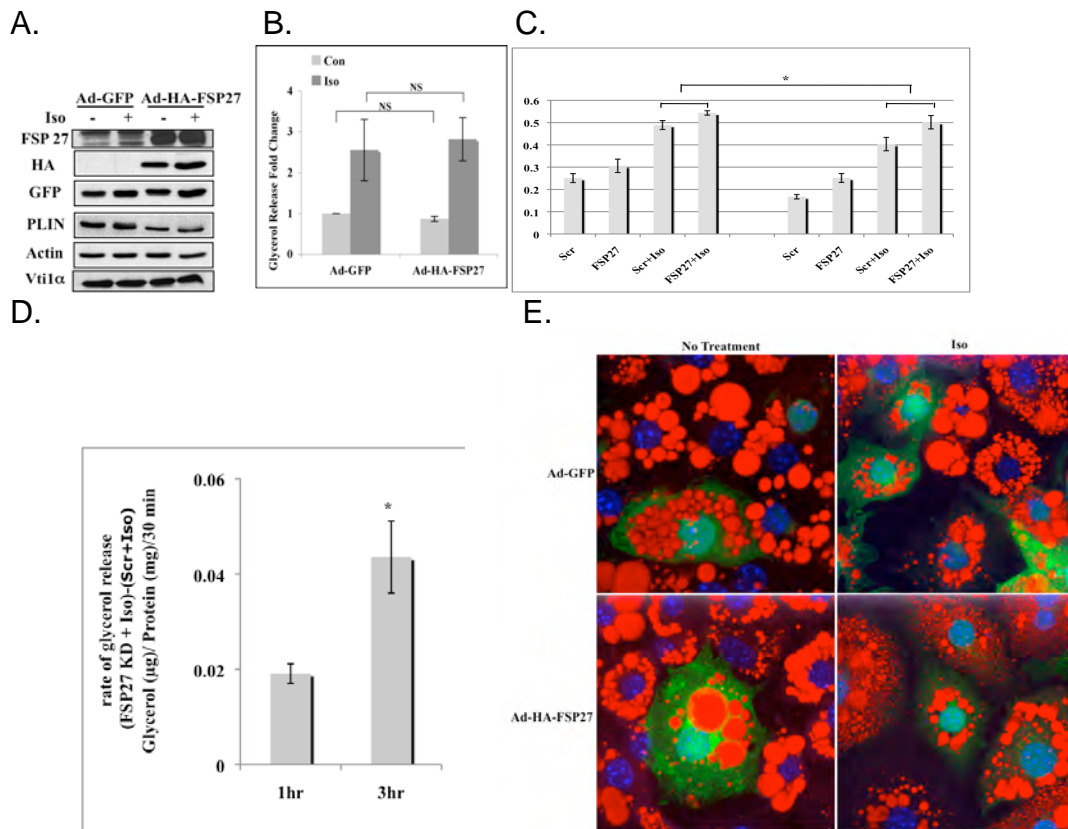 A.
Ad-GFP Ad-HA-FSP27
Iso - + - +
FSP 27
HA
GFP
PLIN
Actin
Vti1α
B.
Con
Iso
NS
NS
Glycerol Release Fold Change
4
3
2
1
0
Ad-GFP Ad-HA-FSP27
C.
*
0.6
0.5
0.4
0.3
0.2
0.1
0
Scr FSP27 Scr+Iso FSP27+Iso Scr FSP27 Scr+Iso FSP27+Iso
D.
rate of glycerol release
(FSP27 KD + Iso)-(Scr+Iso)
Glycerol (µg)/ Protein (mg)/30 min
0.06
0.04
0.02
0
*
1hr 3hr
E.
No Treatment Iso
Ad-GFP
Ad-HA-FSP27